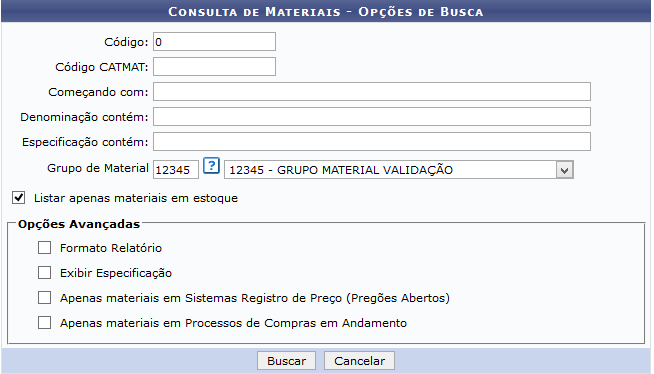 Consulta de Materiais - Opções de Busca
Código: 0
Código CATMAT:
Começando com:
Denominação contém:
Especificação contém:
Grupo de Material 12345 ? 12345 - GRUPO MATERIAL VALIDAÇÃO
Listar apenas materiais em estoque
Opções Avançadas
Formato Relatório
Exibir Especificação
Apenas materiais em Sistemas Registro de Preço (Pregões Abertos)
Apenas materiais em Processos de Compras em Andamento
Buscar Cancelar